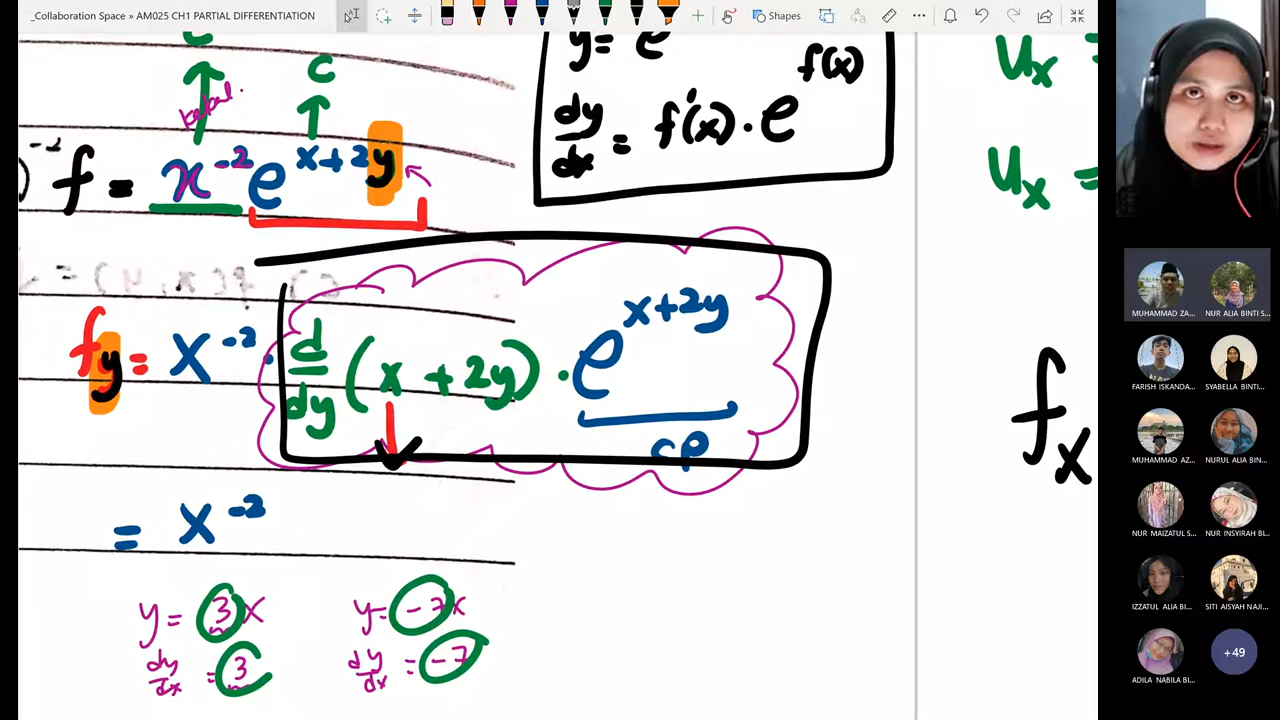 _Collaboration Space » AM025 CH1 PARTIAL DIFFERENTIATION
Shapes
y = e
f(x)
dy/dx = f'(x) · e
c
kekal
)⁻² f = x⁻² e^(x+2y)
fy = x⁻² · d/dy (x + 2y) · e^(x+2y)
cp
= x⁻²
y = 3x
dy/dx = 3
y = -7x
dy/dx = -7
ux =
ux =
fx
MUHAMMAD ZA...
NUR ALIA BINTI S...
FARISH ISKANDA...
SYABELLA BINTI...
MUHAMMAD AZ...
NURUL ALIA BIN...
NUR MAIZATUL S...
NUR INSYIRAH BI...
IZZATUL ALIA BI...
SITI AISYAH NAJI...
ADILA NABILA BI...
+49